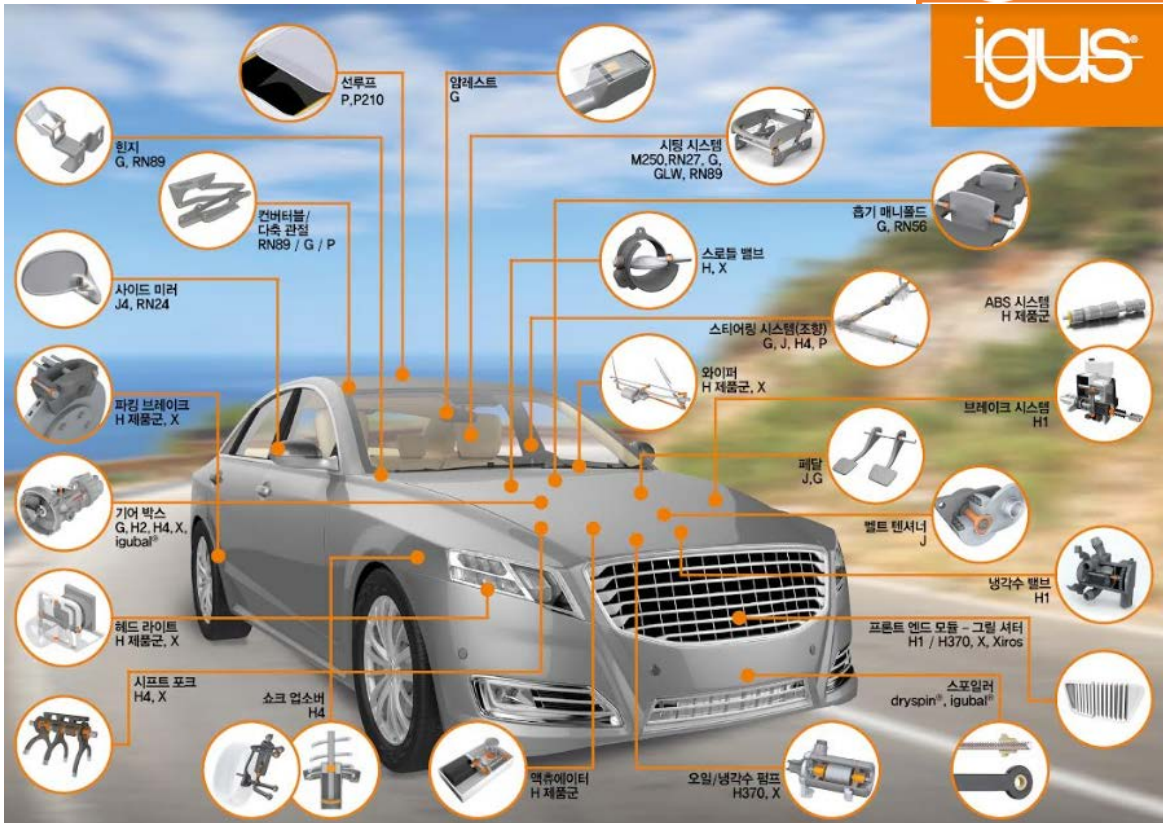 igus®
선루프
P,P210
암레스트
G
힌지
G, RN89
시팅 시스템
M250,RN27, G,
GLW, RN89
컨버터블/
다축 관절
RN89 / G / P
흡기 매니폴드
G, RN56
스로틀 밸브
H, X
사이드 미러
J4, RN24
ABS 시스템
H 제품군
스티어링 시스템(조향)
G, J, H4, P
와이퍼
H 제품군, X
파킹 브레이크
H 제품군, X
브레이크 시스템
H1
페달
J,G
기어 박스
G, H2, H4, X,
igubal®
벨트 텐셔너
J
냉각수 밸브
H1
헤드 라이트
H 제품군, X
프론트 엔드 모듈 – 그릴 셔터
H1 / H370, X, Xiros
시프트 포크
H4, X
쇼크 업소버
H4
스포일러
dryspin®, igubal®
액츄에이터
H 제품군
오일/냉각수 펌프
H370, X